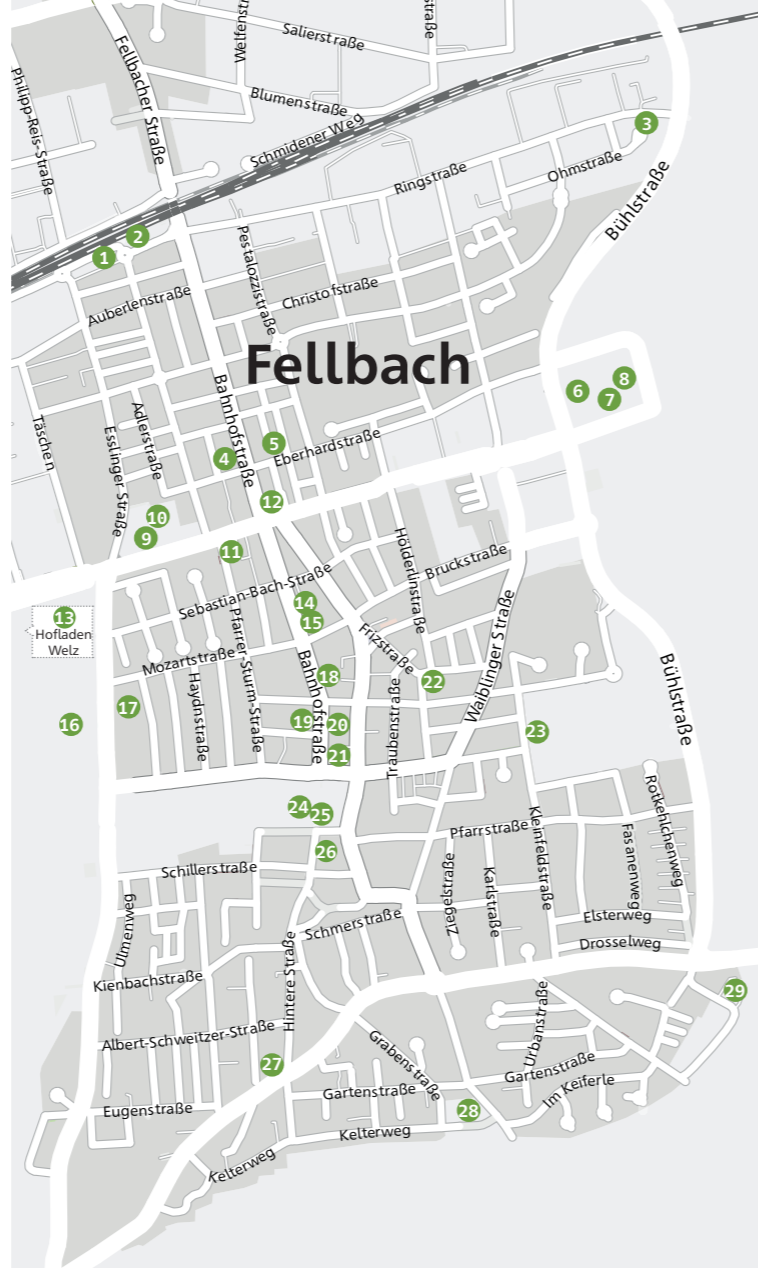 Salierstraße
Welfenstr
straße
Fellbacher Straße
Philipp-Reis-Straße
Blumenstraße
Schmidener Weg
3
Ringstraße
Ohmstraße
Bühlstraße
2
1
Pestalozzistraße
Auberlenstraße
Christofstraße
Fellbach
8
6
7
Bahnhofstraße
Adlerstraße
Täschen
Esslinger Straße
5
4
Eberhardstraße
12
10
9
11
Hölderlinstraße
Bruckstraße
Sebastian-Bach-Straße
13
Hofladen
Welz
14
15
Pfarrer-Sturm-Straße
Frizstraße
Waiblinger Straße
Mozartstraße
Bahnhofstraße
Haydnstraße
18
22
Traubenstraße
Bühlstraße
17
16
19
20
23
21
24
25
Rotkehlchenweg
Kleinfeldstraße
Pfarrstraße
26
Fasanenweg
Schillerstraße
Ziegelstraße
Karlstraße
Ulmenweg
Schmerstraße
Elsterweg
Drosselweg
Hintere Straße
Kienbachstraße
29
Urbanstraße
Albert-Schweitzer-Straße
Grabenstraße
27
Gartenstraße
Gartenstraße
Im Keiferle
Eugenstraße
28
Kelterweg
Kelterweg